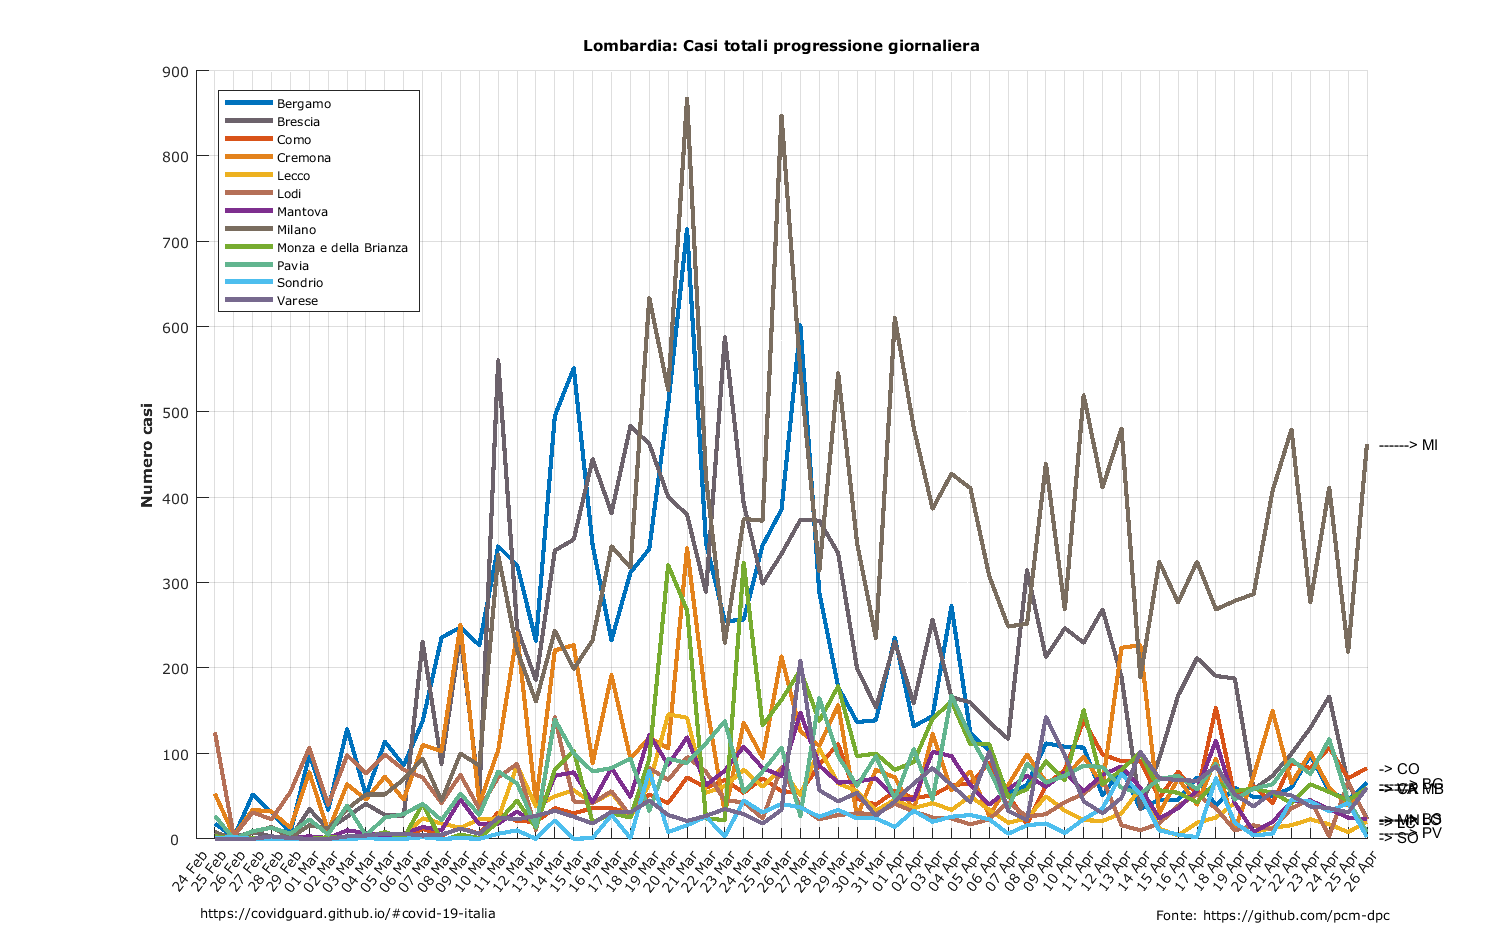 Lombardia: Casi totali progressione giornaliera
900
800
700
600
500
400
300
200
100
0
Numero casi
Bergamo
Brescia
Como
Cremona
Lecco
Lodi
Mantova
Milano
Monza e della Brianza
Pavia
Sondrio
Varese
------> MI
-> CO
MB
-> SO
PV
24 Feb
25 Feb
26 Feb
27 Feb
28 Feb
29 Feb
01 Mar
02 Mar
03 Mar
04 Mar
05 Mar
06 Mar
07 Mar
08 Mar
09 Mar
10 Mar
11 Mar
12 Mar
13 Mar
14 Mar
15 Mar
16 Mar
17 Mar
18 Mar
19 Mar
20 Mar
21 Mar
22 Mar
23 Mar
24 Mar
25 Mar
26 Mar
27 Mar
28 Mar
29 Mar
30 Mar
31 Mar
01 Apr
02 Apr
03 Apr
04 Apr
05 Apr
06 Apr
07 Apr
08 Apr
09 Apr
10 Apr
11 Apr
12 Apr
13 Apr
14 Apr
15 Apr
16 Apr
17 Apr
18 Apr
19 Apr
20 Apr
21 Apr
22 Apr
23 Apr
24 Apr
25 Apr
26 Apr
https://covidguard.github.io/#covid-19-italia
Fonte: https://github.com/pcm-dpc